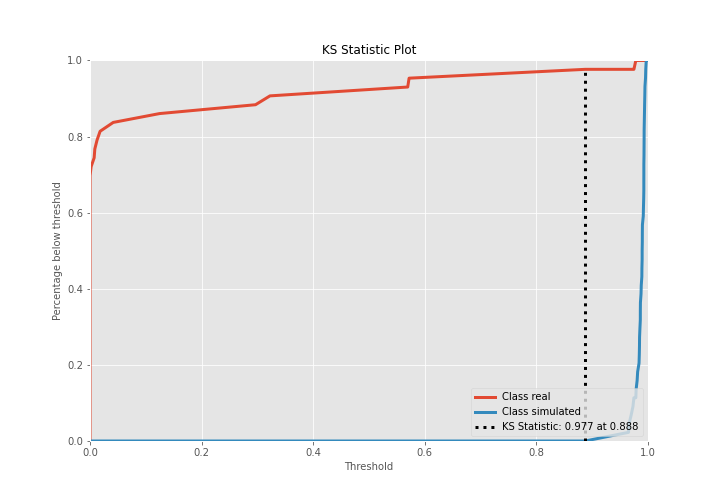 KS Statistic Plot
1.0
0.8
0.6
0.4
0.2
0.0
Percentage below threshold
Class real
Class simulated
KS Statistic: 0.977 at 0.888
0.0 0.2 0.4 0.6 0.8 1.0
Threshold